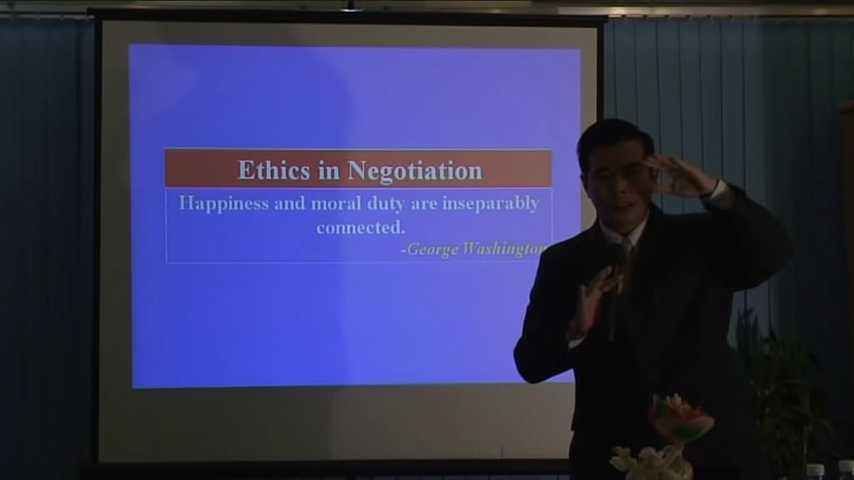 Ethics in Negotiation
Happiness and moral duty are inseparably
connected.
-George Washington